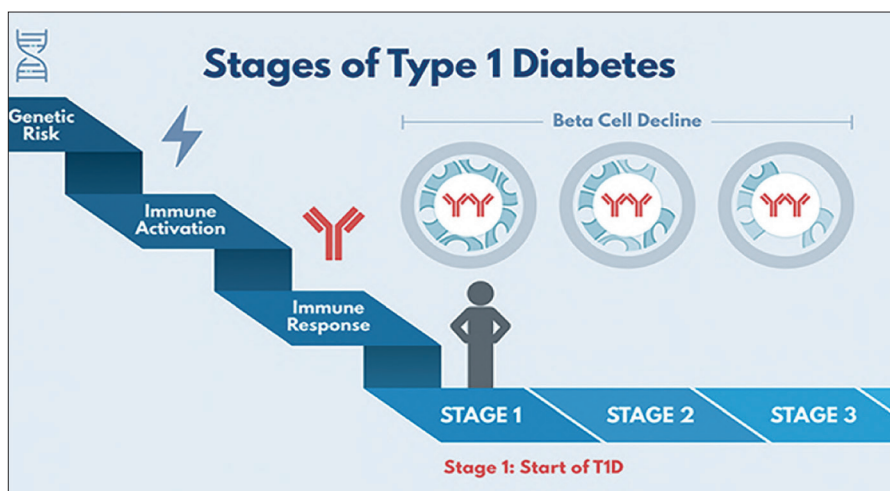 Stages of Type 1 Diabetes
Genetic
Risk
Beta Cell Decline
Immune
Activation
Immune
Response
STAGE 1
STAGE 2
STAGE 3
Stage 1: Start of T1D